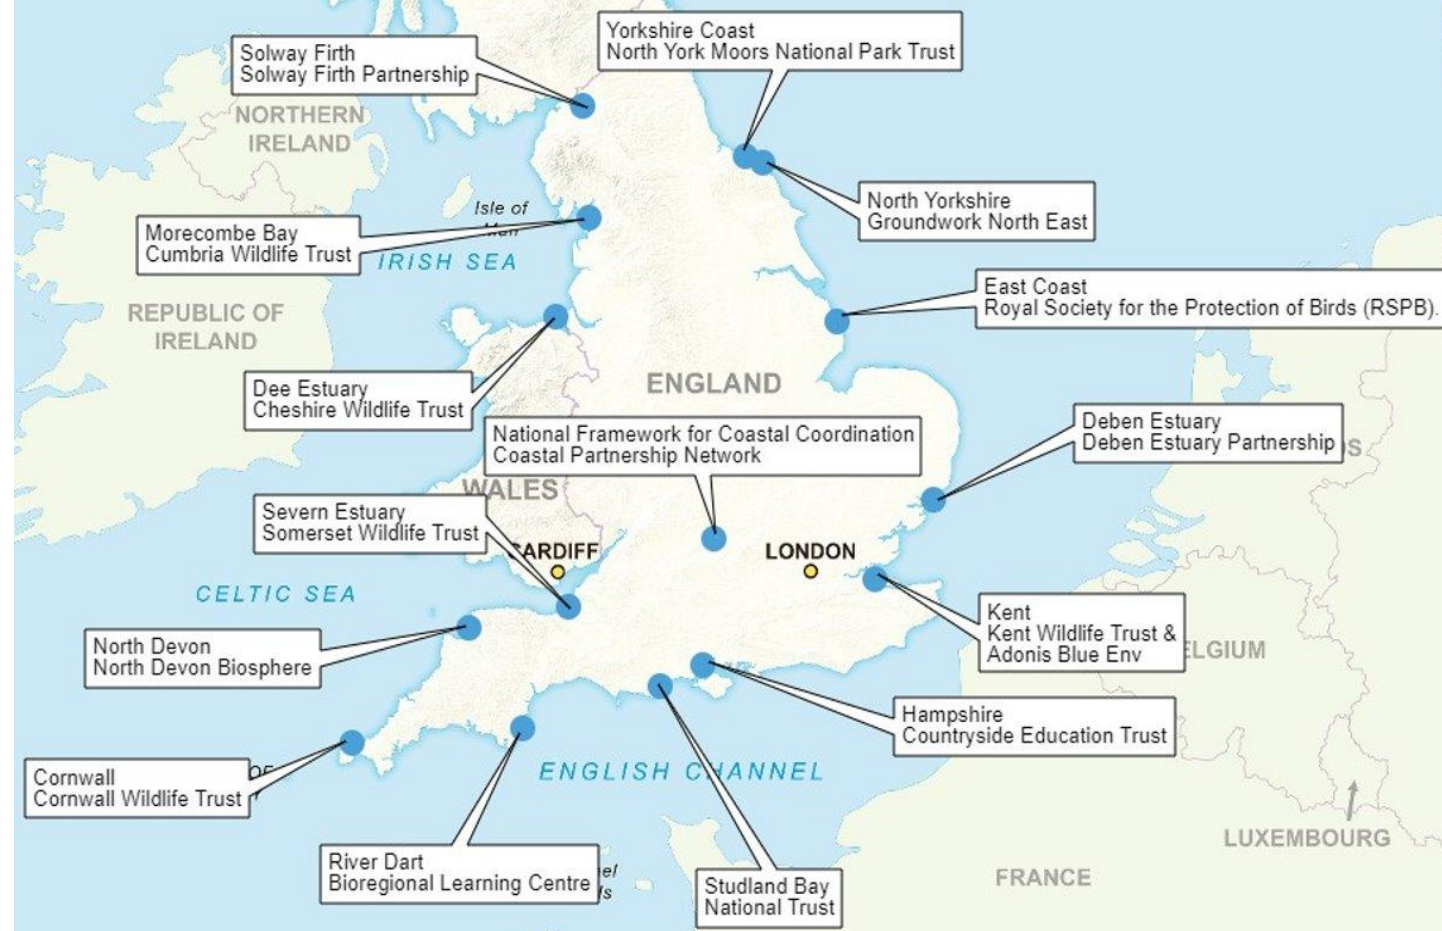 Yorkshire Coast
North York Moors National Park Trust
Solway Firth
Solway Firth Partnership
NORTHERN
IRELAND
North Yorkshire
Groundwork North East
Isle of
Man
Morecombe Bay
Cumbria Wildlife Trust
IRISH SEA
East Coast
Royal Society for the Protection of Birds (RSPB).
REPUBLIC OF
IRELAND
Dee Estuary
Cheshire Wildlife Trust
ENGLAND
Deben Estuary
Deben Estuary Partnership
National Framework for Coastal Coordination
Coastal Partnership Network
WALES
Severn Estuary
Somerset Wildlife Trust
CARDIFF
LONDON
CELTIC SEA
Kent
Kent Wildlife Trust &
Adonis Blue Env
ELGIUM
North Devon
North Devon Biosphere
Hampshire
Countryside Education Trust
ENGLISH CHANNEL
Cornwall
Cornwall Wildlife Trust
LUXEMBOURG
River Dart
Bioregional Learning Centre
Studland Bay
National Trust
FRANCE